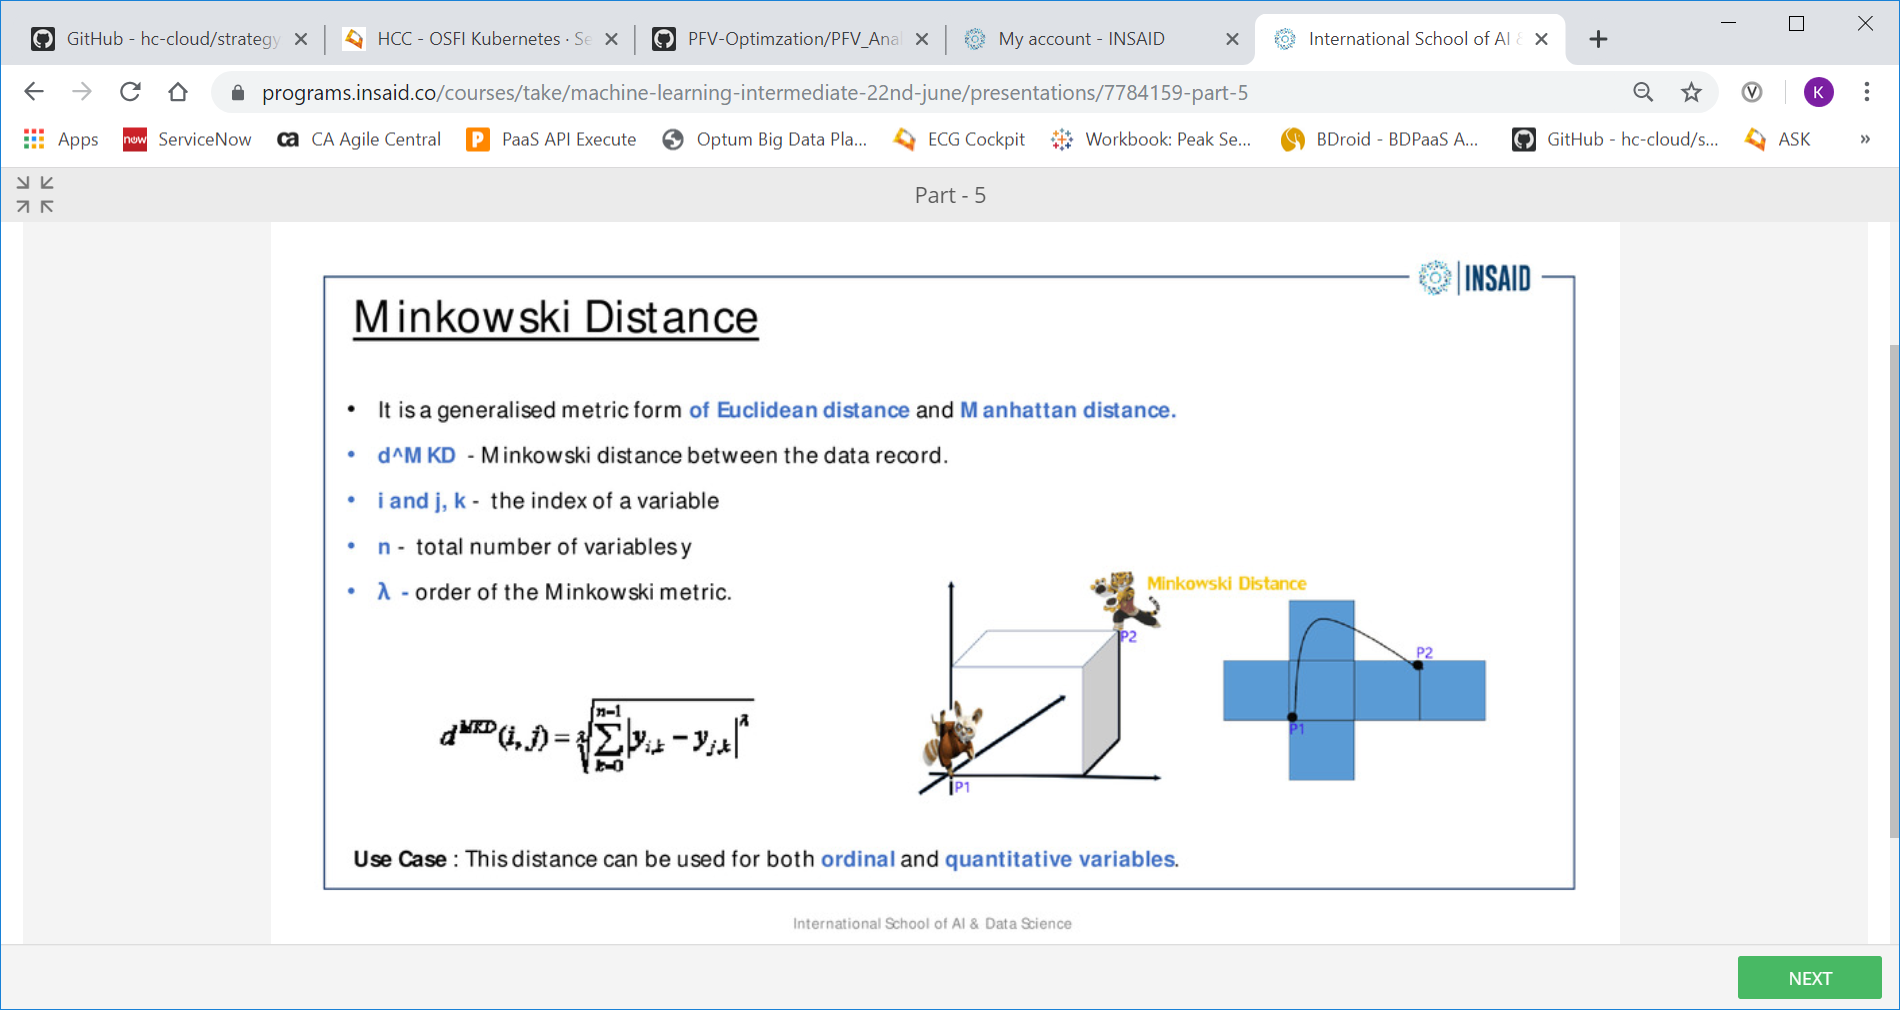 GitHub - hc-cloud/strategy
HCC - OSFI Kubernetes · Se
PFV-Optimzation/PFV_Anal
My account - INSAID
International School of AI &
programs.insaid.co/courses/take/machine-learning-intermediate-22nd-june/presentations/7784159-part-5
K
Apps
now ServiceNow
ca CA Agile Central
P PaaS API Execute
Optum Big Data Pla...
ECG Cockpit
Workbook: Peak Se...
BDroid - BDPaaS A...
GitHub - hc-cloud/s...
ASK
»
Part - 5
INSAID
Minkowski Distance
• It is a generalised metric form of Euclidean distance and Manhattan distance.
• d^MKD - Minkowski distance between the data record.
• i and j, k - the index of a variable
• n - total number of variables y
• λ - order of the Minkowski metric.
Minkowski Distance
P2
P2
P1
P1
d^MKD(i, j) = λ√∑ n-1 k=0 |y i,k − y j,k|^λ
Use Case : This distance can be used for both ordinal and quantitative variables.
International School of AI & Data Science
NEXT